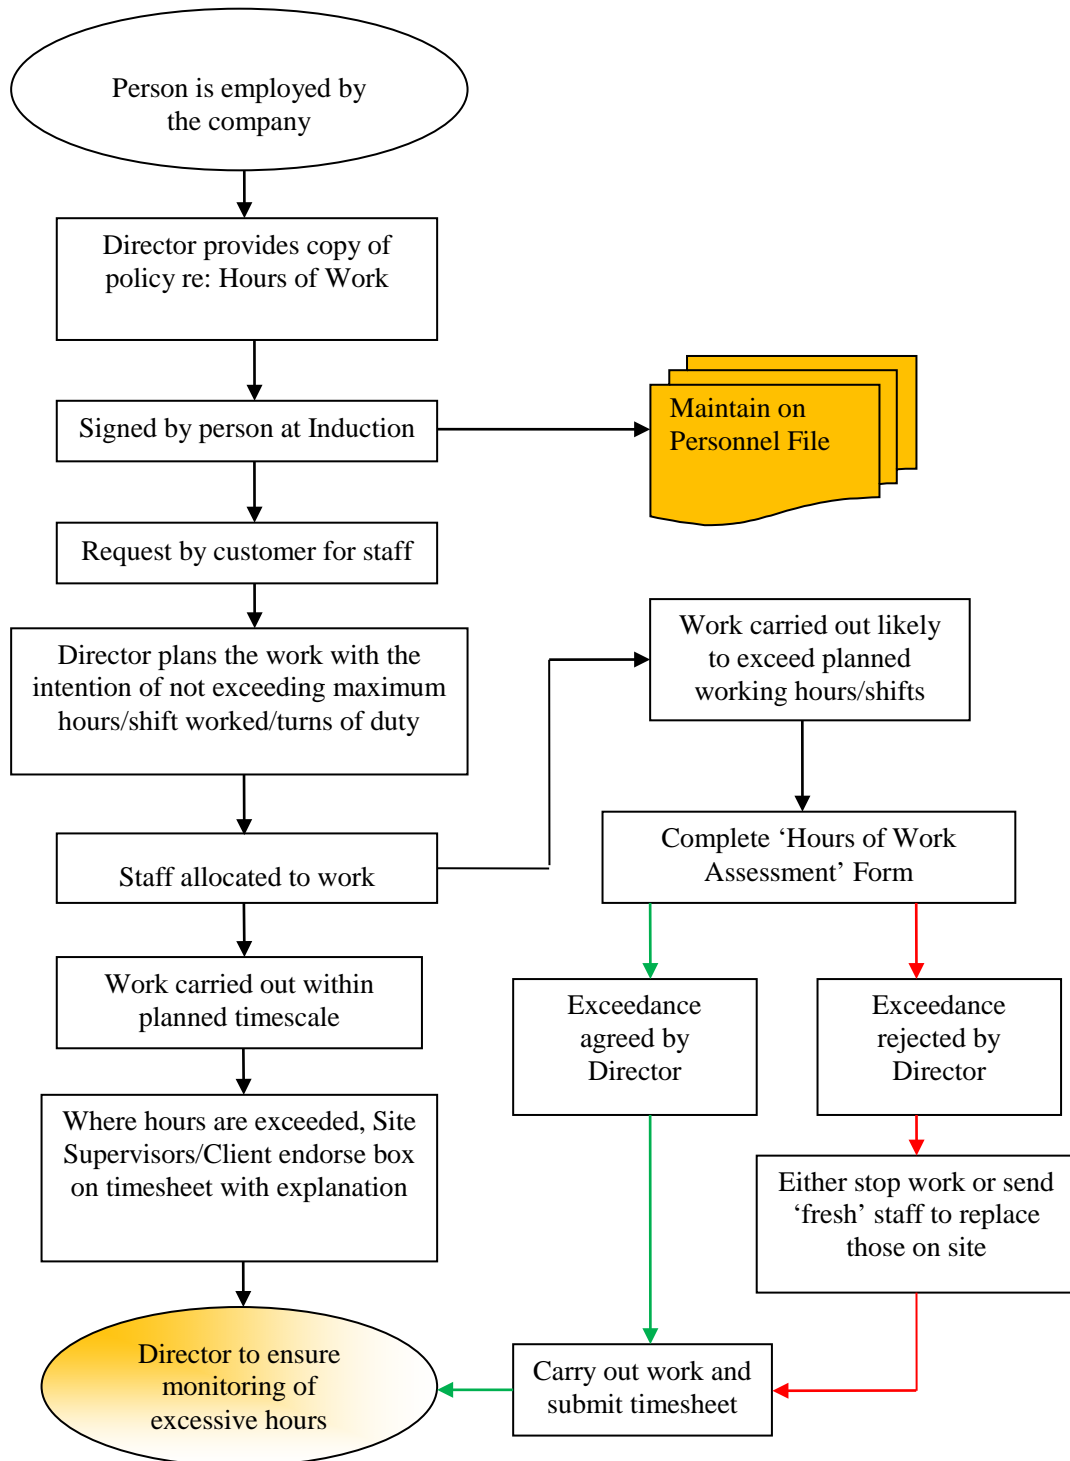 Person is employed by
the company
Director provides copy of
policy re: Hours of Work
Signed by person at Induction
Maintain on
Personnel File
Request by customer for staff
Director plans the work with the
intention of not exceeding maximum
hours/shift worked/turns of duty
Work carried out likely
to exceed planned
working hours/shifts
Staff allocated to work
Complete ‘Hours of Work
Assessment’ Form
Work carried out within
planned timescale
Exceedance
agreed by
Director
Exceedance
rejected by
Director
Where hours are exceeded, Site
Supervisors/Client endorse box
on timesheet with explanation
Either stop work or send
‘fresh’ staff to replace
those on site
Director to ensure
monitoring of
excessive hours
Carry out work and
submit timesheet